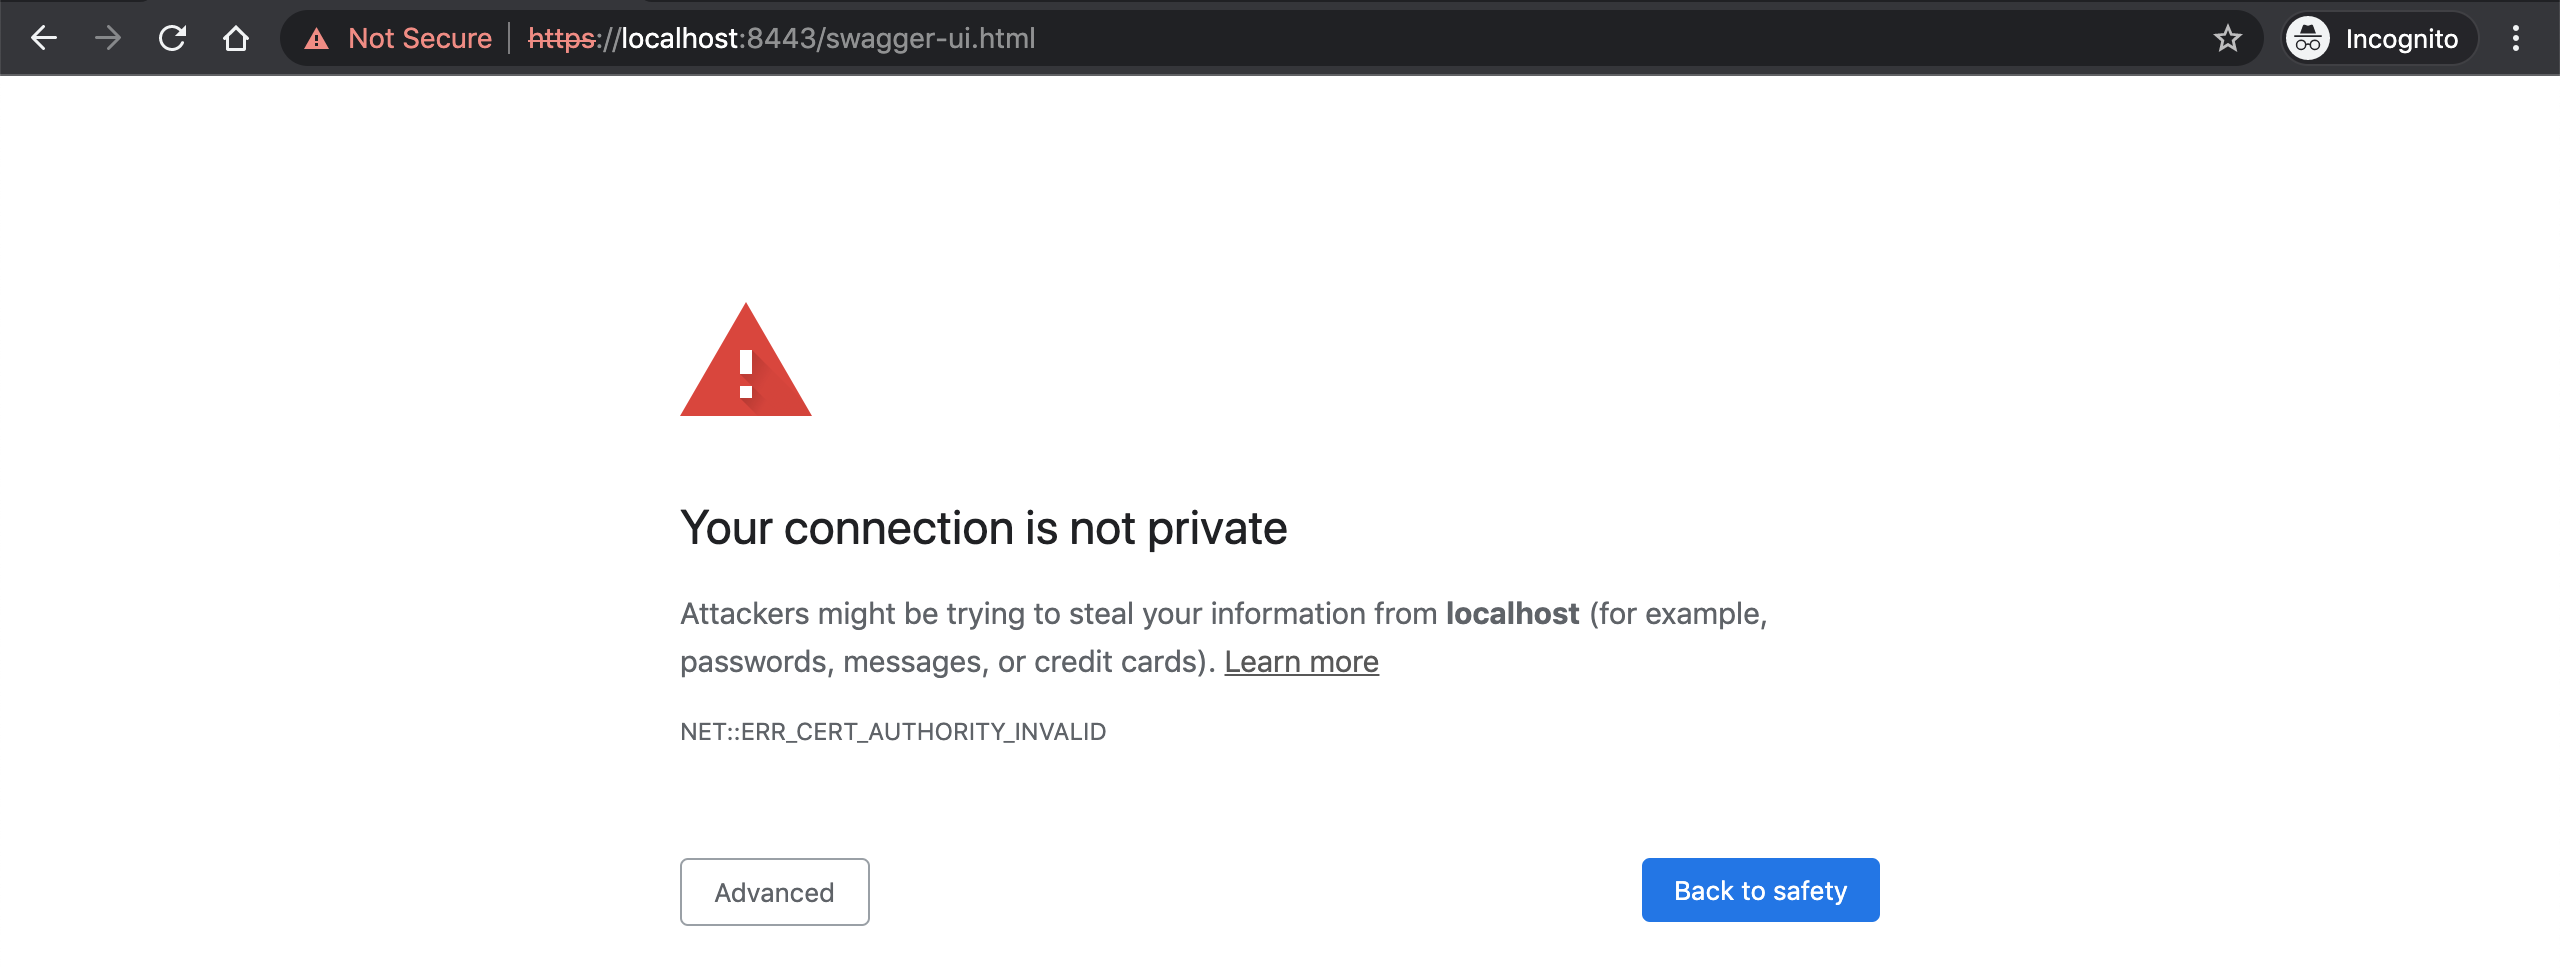 Not Secure | https://localhost:8443/swagger-ui.html
Incognito
Your connection is not private
Attackers might be trying to steal your information from localhost (for example,
passwords, messages, or credit cards). Learn more
NET::ERR_CERT_AUTHORITY_INVALID
Advanced
Back to safety